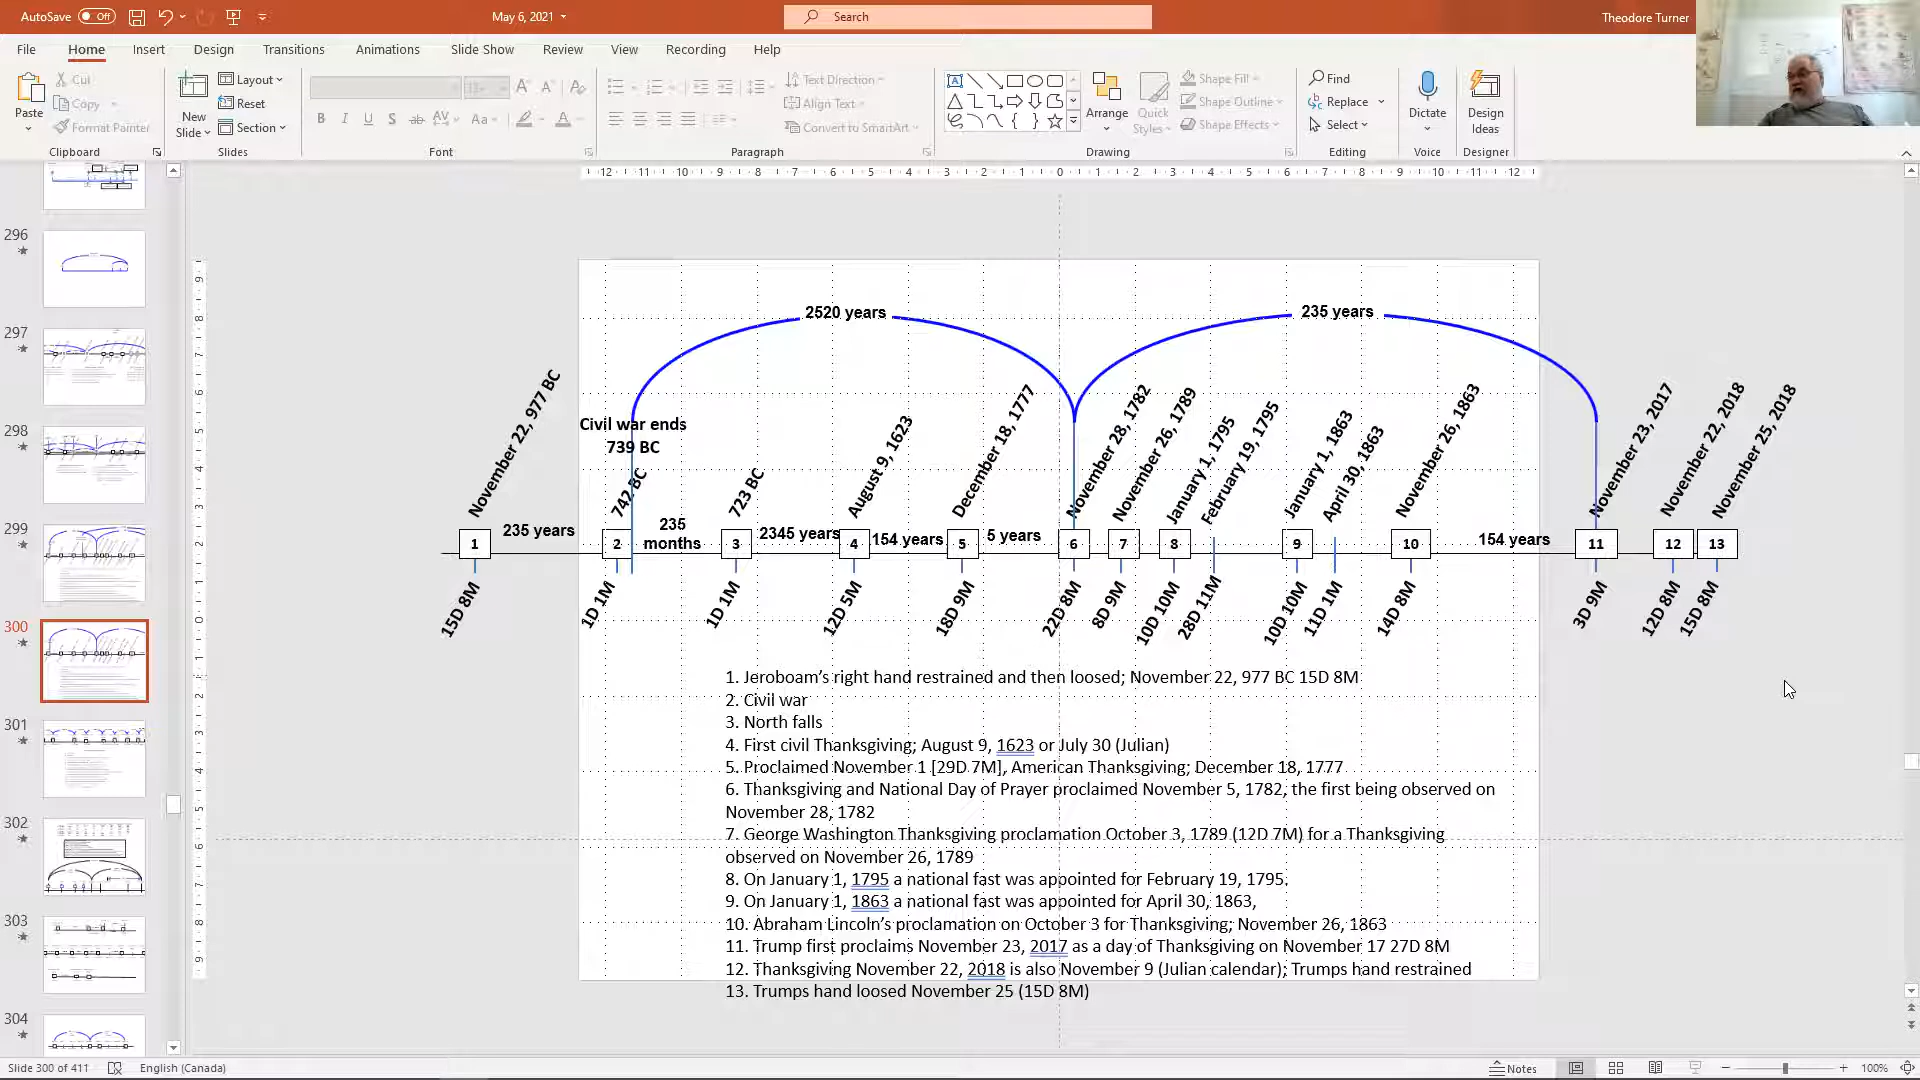 AutoSave Off May 6, 2021 Search Theodore Turner
File Home Insert Design Transitions Animations Slide Show Review View Recording Help
Paste Cut Copy Format Painter
Clipboard
New Slide Layout Reset Section
Slides
Font
Text Direction
Align Text
Convert to SmartArt
Paragraph
Arrange Quick Styles Shape Fill Shape Outline Shape Effects
Drawing
Find Replace Select
Editing
Dictate
Voice
Design Ideas
Designer
296
297
298
299
300
301
302
303
304
2520 years 235 years
Civil war ends
739 BC
November 22, 977 BC
742 BC
723 BC
August 9, 1623
December 18, 1777
November 28, 1782
November 26, 1789
January 1, 1795
February 19, 1795
January 1, 1863
April 30, 1863
November 26, 1863
November 23, 2017
November 22, 2018
November 25, 2018
1 235 years 2 235 months 3 2345 years 4 154 years 5 5 years 6 7 8 9 10 154 years 11 12 13
15D 8M 1D 1M 1D 1M 12D 5M 18D 9M 22D 8M 8D 9M 10D 10M 28D 11M 10D 10M 11D 1M 14D 8M 3D 9M 12D 8M 15D 8M
1. Jeroboam’s right hand restrained and then loosed; November 22, 977 BC 15D 8M
2. Civil war
3. North falls
4. First civil Thanksgiving; August 9, 1623 or July 30 (Julian)
5. Proclaimed November 1 [29D 7M], American Thanksgiving; December 18, 1777
6. Thanksgiving and National Day of Prayer proclaimed November 5, 1782, the first being observed on
November 28, 1782
7. George Washington Thanksgiving proclamation October 3, 1789 (12D 7M) for a Thanksgiving
observed on November 26, 1789
8. On January 1, 1795 a national fast was appointed for February 19, 1795.
9. On January 1, 1863 a national fast was appointed for April 30, 1863,
10. Abraham Lincoln’s proclamation on October 3 for Thanksgiving; November 26, 1863
11. Trump first proclaims November 23, 2017 as a day of Thanksgiving on November 17 27D 8M
12. Thanksgiving November 22, 2018 is also November 9 (Julian calendar); Trumps hand restrained
13. Trumps hand loosed November 25 (15D 8M)
Slide 300 of 411 English (Canada) Notes 100%